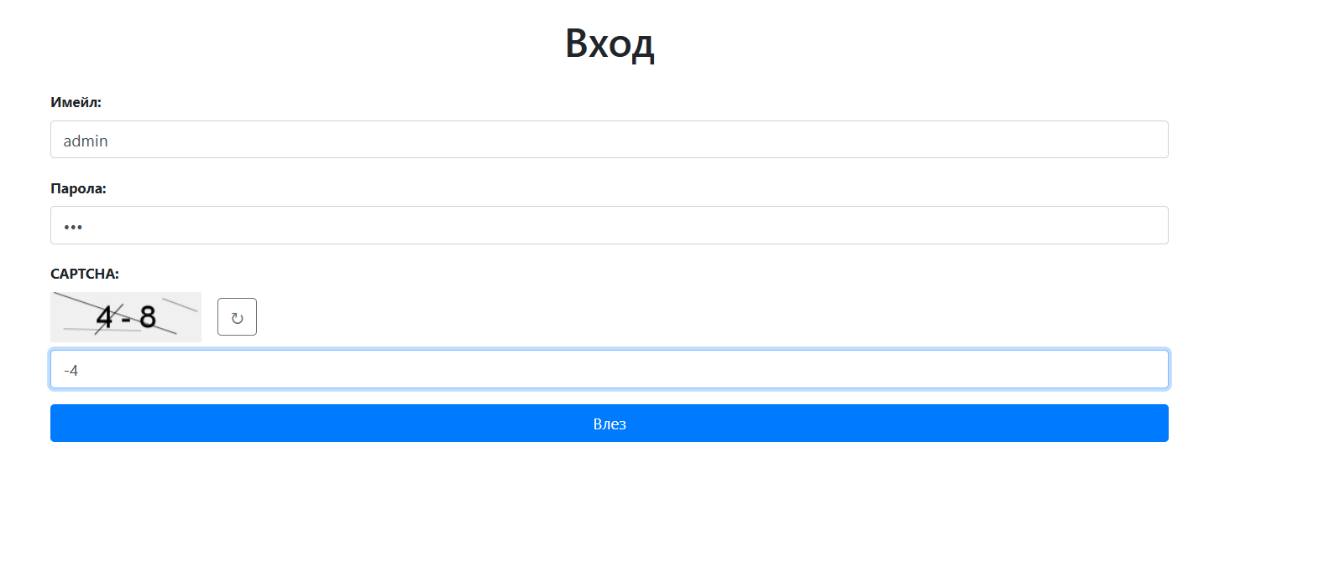 Вход
Имейл:
admin
Парола:
•••
CAPTCHA:
4 - 8
↻
-4
Влез